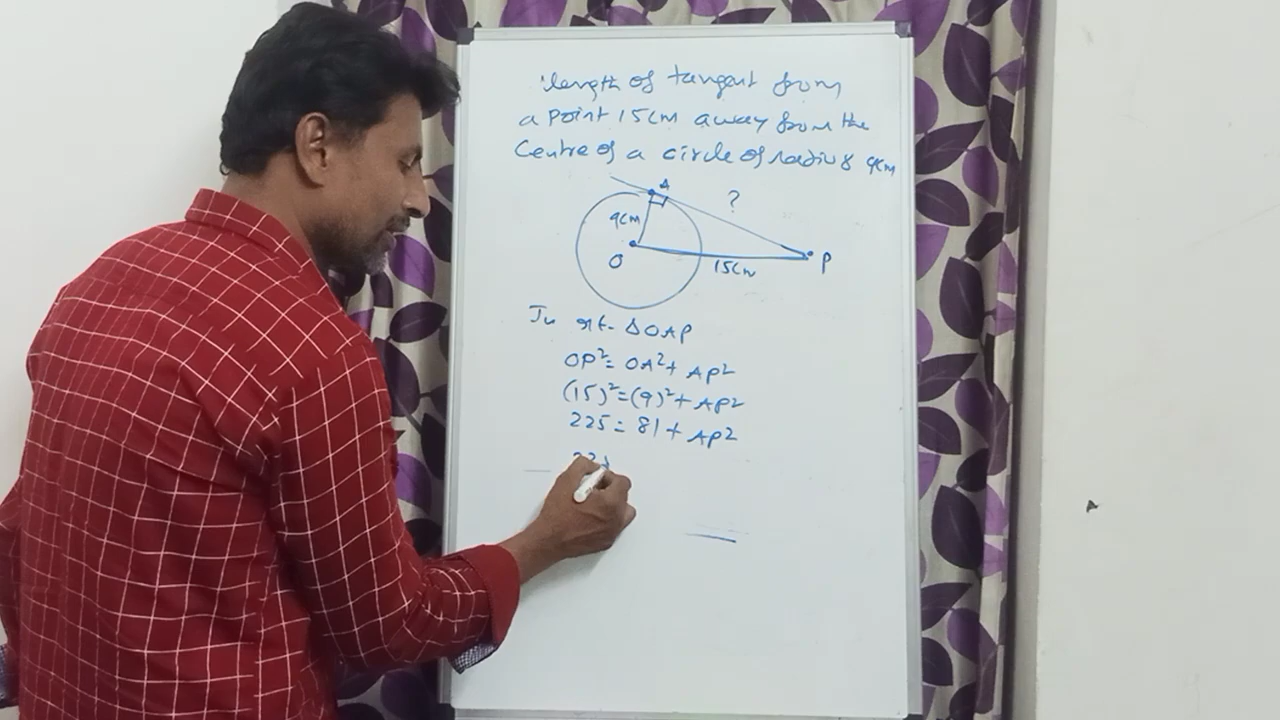 length of tangent from
a point 15cm away from the
Centre of a circle of radius 9cm
A
?
9cm
O
15cm
P
In rt. ΔOAP
OP²= OA²+ AP²
(15)²=(9)²+ AP²
225= 81+ AP²
22